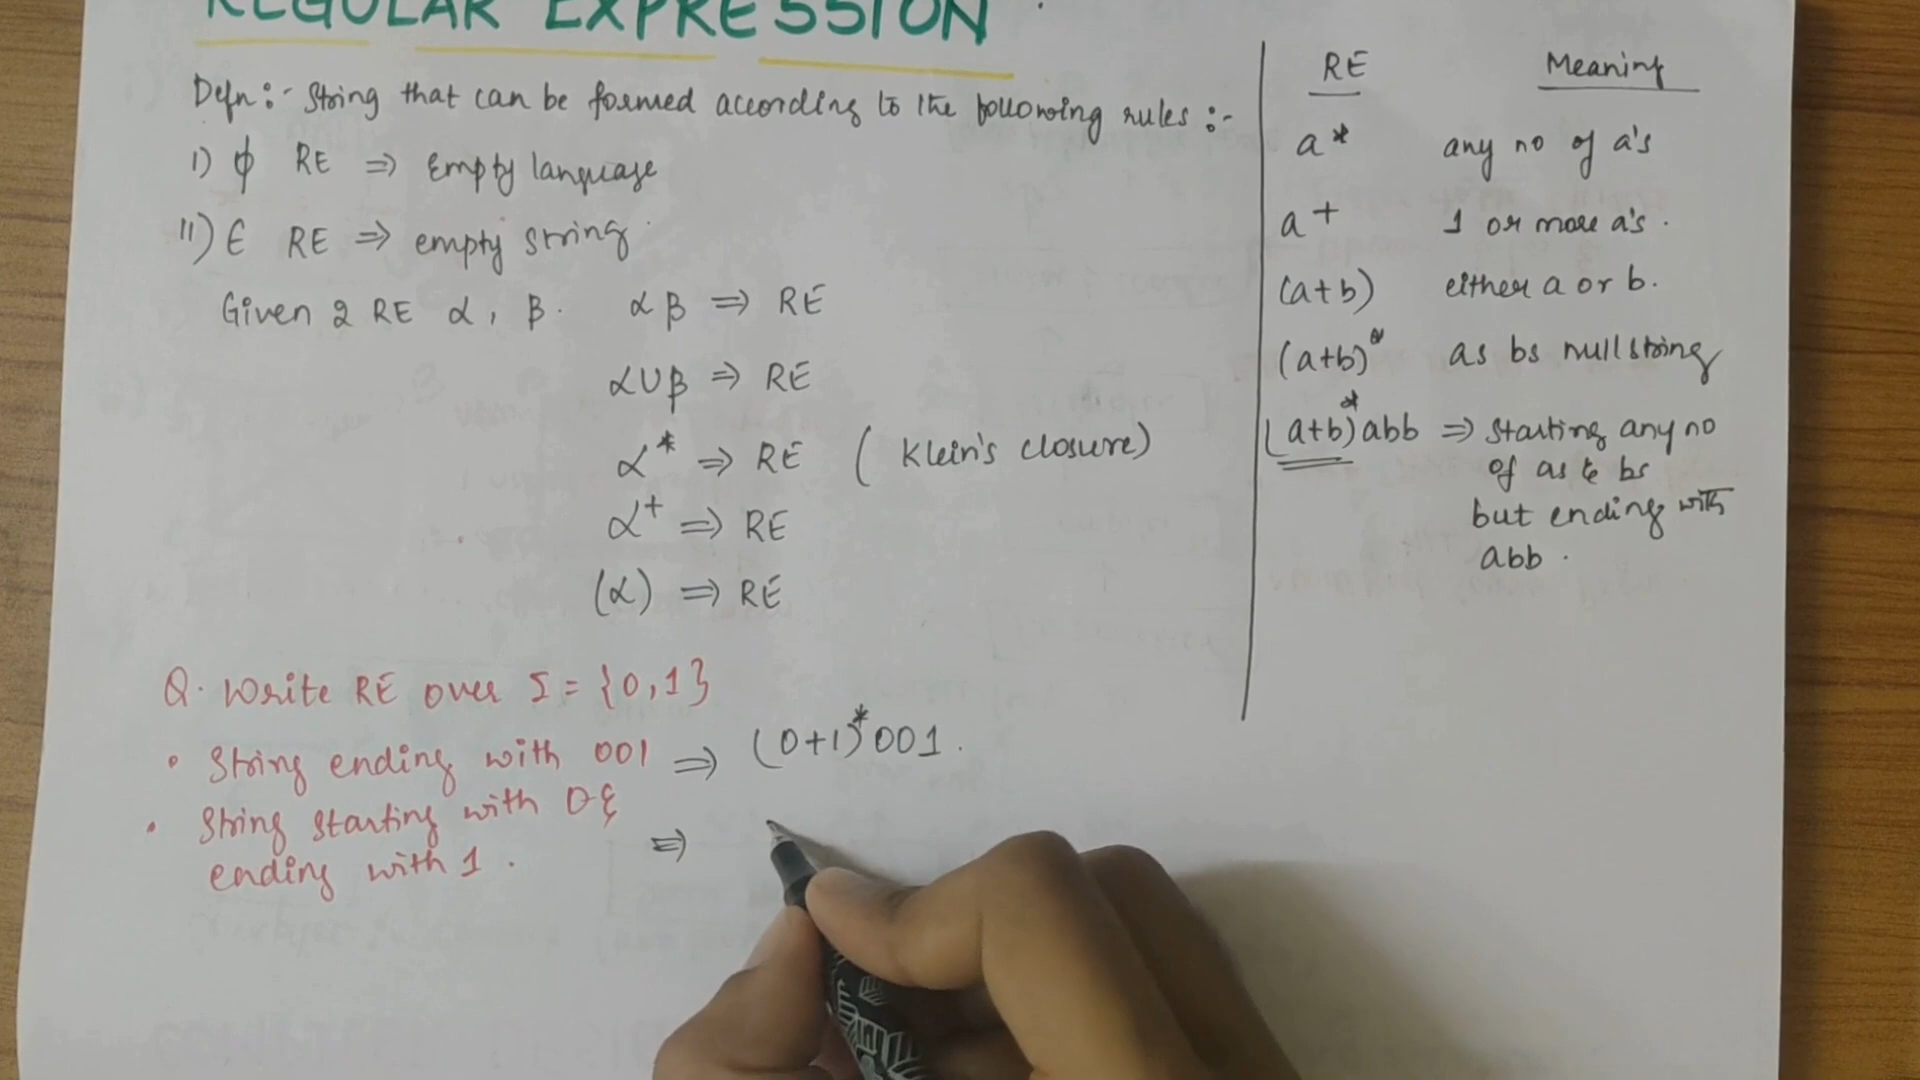 REGULAR EXPRESSION
Defn :- String that can be formed according to the following rules :-
i) ϕ RE ⇒ Empty language
ii) ε RE ⇒ empty string
Given 2 RE α, β. αβ ⇒ RE
α∪β ⇒ RE
α* ⇒ RE ( Klein's closure)
α+ ⇒ RE
(α) ⇒ RE
Q. Write RE over Σ = {0,1}
• String ending with 001 ⇒ (0+1)*001.
• String starting with 0 &
ending with 1. ⇒
RE Meaning
a* any no of a's
a+ 1 or more a's.
(a+b) either a or b.
(a+b)* as bs null string
(a+b)*abb ⇒ starting any no
of as & bs
but ending with
abb.